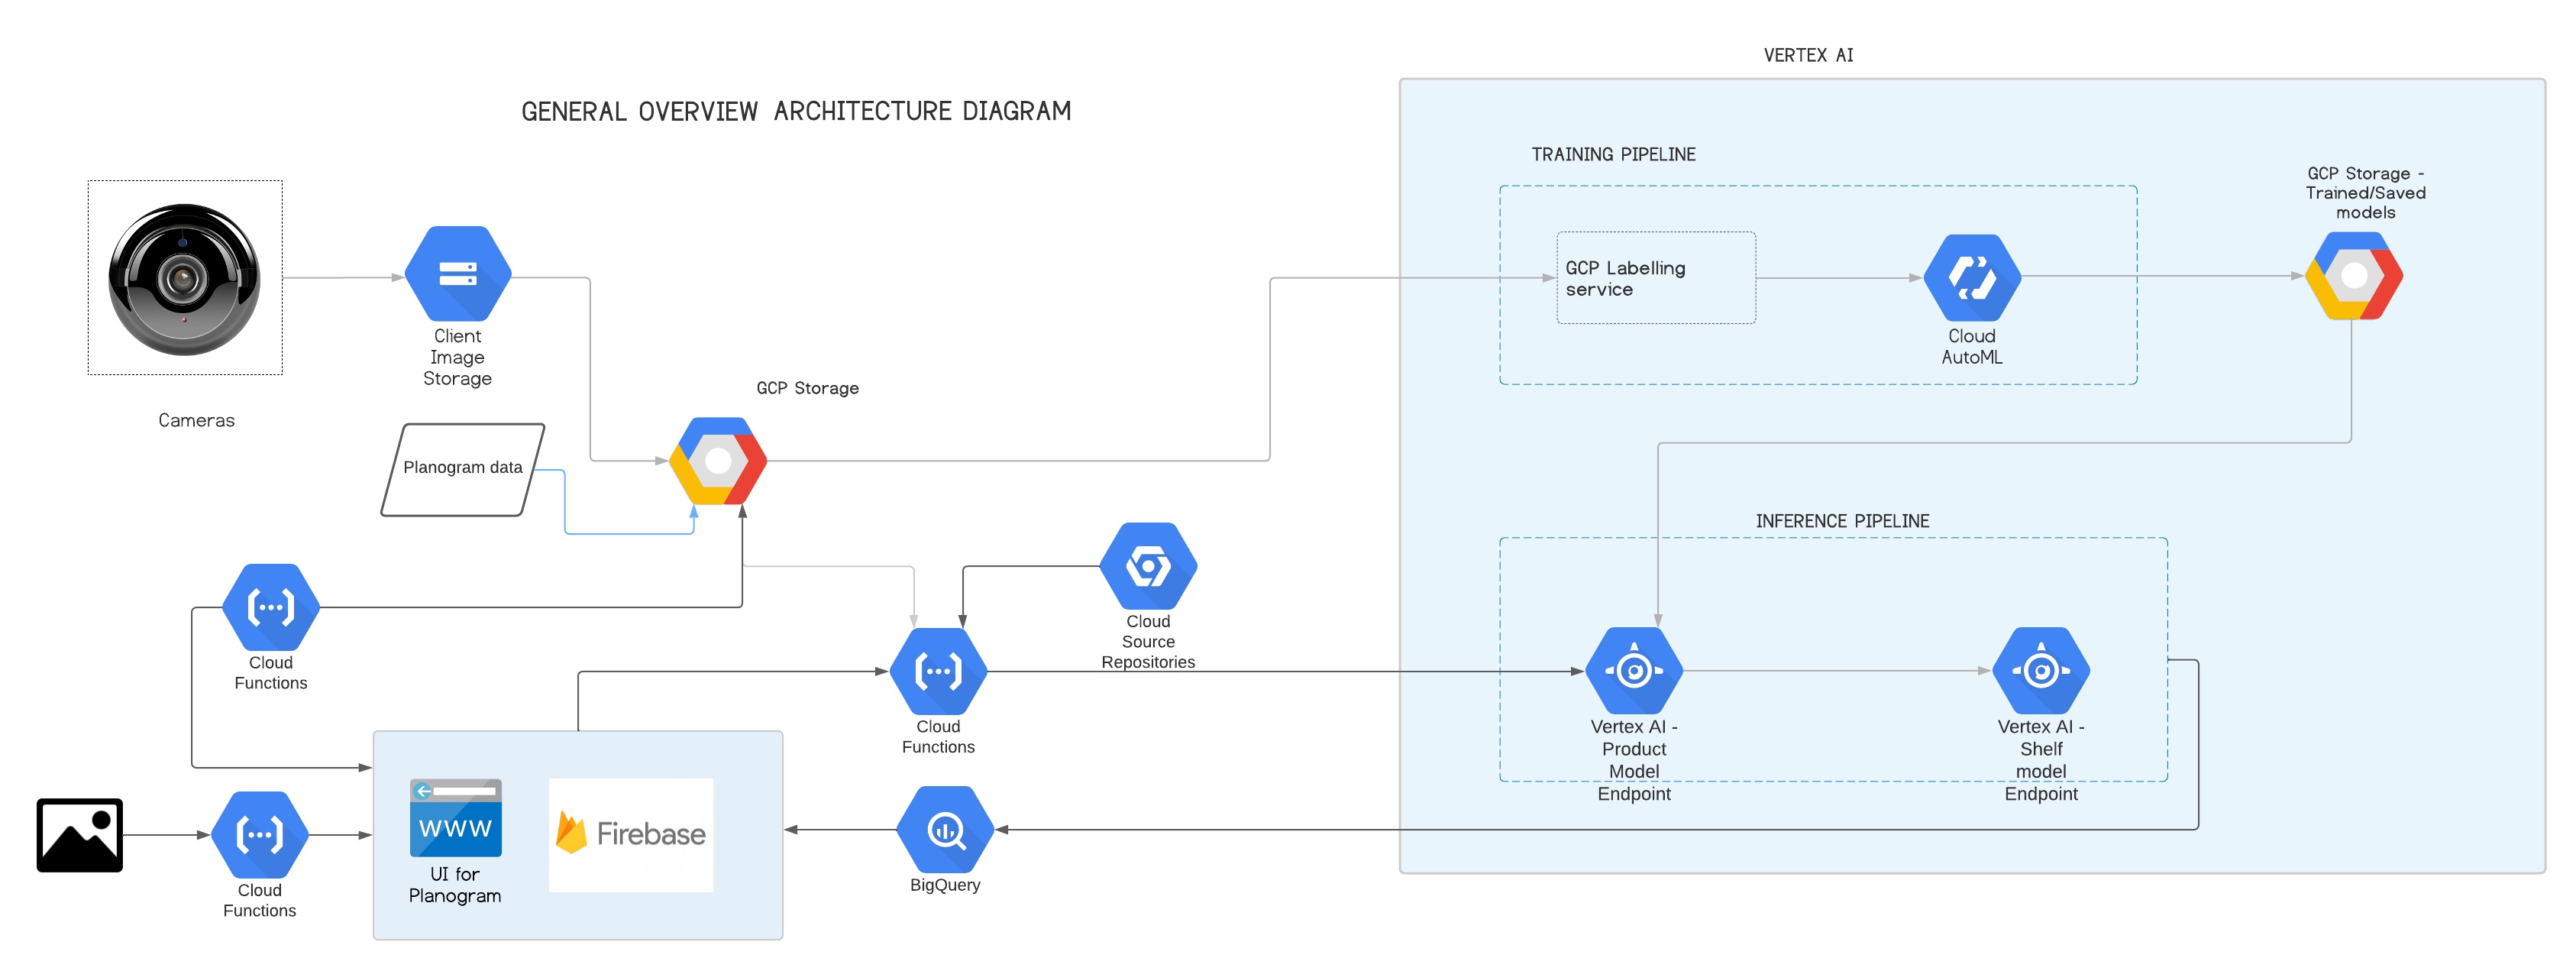 VERTEX AI
GENERAL OVERVIEW ARCHITECTURE DIAGRAM
TRAINING PIPELINE
GCP Storage -
Trained/Saved
models
GCP Labelling
service
Cloud
AutoML
Client
Image
Storage
Cameras
GCP Storage
Planogram data
INFERENCE PIPELINE
Cloud
Source
Repositories
Cloud
Functions
Cloud
Functions
Vertex AI -
Product
Model
Endpoint
Vertex AI -
Shelf
model
Endpoint
WWW
UI for
Planogram
Firebase
BigQuery
Cloud
Functions